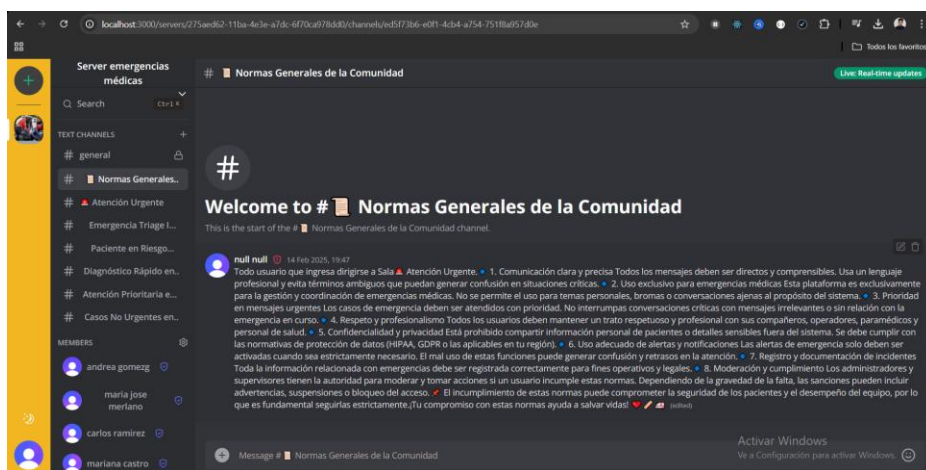 localhost:3000/servers/275aed62-11ba-4e3e-a7dc-6f70ca978dd0/channels/ed5f73b6-e0f1-4cb4-a754-751f8a957d0e
Todos los favoritos
Server emergencias
médicas
Search
Ctrl K
TEXT CHANNELS
# general
# Normas Generales..
# Atención Urgente
# Emergencia Triage I...
# Paciente en Riesgo...
# Diagnóstico Rápido en..
# Atención Prioritaria e...
# Casos No Urgentes en..
MEMBERS
andrea gomezg
maria jose
merlano
carlos ramirez
mariana castro
# Normas Generales de la Comunidad
Live: Real-time updates
#
Welcome to # Normas Generales de la Comunidad
This is the start of the # Normas Generales de la Comunidad channel.
null null 14 Feb 2025, 19:47
Todo usuario que ingresa dirigirse a Sala Atención Urgente. 1. Comunicación clara y precisa Todos los mensajes deben ser directos y comprensibles. Usa un lenguaje
profesional y evita términos ambiguos que puedan generar confusión en situaciones críticas. 2. Uso exclusivo para emergencias médicas Esta plataforma es exclusivamente
para la gestión y coordinación de emergencias médicas. No se permite el uso para temas personales, bromas o conversaciones ajenas al propósito del sistema. 3. Prioridad
en mensajes urgentes Los casos de emergencia deben ser atendidos con prioridad. No interrumpas conversaciones críticas con mensajes irrelevantes o sin relación con la
emergencia en curso. 4. Respeto y profesionalismo Todos los usuarios deben mantener un trato respetuoso y profesional con sus compañeros, operadores, paramédicos y
personal de salud. 5. Confidencialidad y privacidad Está prohibido compartir información personal de pacientes o detalles sensibles fuera del sistema. Se debe cumplir con
las normativas de protección de datos (HIPAA, GDPR o las aplicables en tu región). 6. Uso adecuado de alertas y notificaciones Las alertas de emergencia solo deben ser
activadas cuando sea estrictamente necesario. El mal uso de estas funciones puede generar confusión y retrasos en la atención. 7. Registro y documentación de incidentes
Toda la información relacionada con emergencias debe ser registrada correctamente para fines operativos y legales. 8. Moderación y cumplimiento Los administradores y
supervisores tienen la autoridad para moderar y tomar acciones si un usuario incumple estas normas. Dependiendo de la gravedad de la falta, las sanciones pueden incluir
advertencias, suspensiones o bloqueo del acceso. El incumplimiento de estas normas puede comprometer la seguridad de los pacientes y el desempeño del equipo, por lo
que es fundamental seguirlas estrictamente.¡Tu compromiso con estas normas ayuda a salvar vidas! (edited)
Message # Normas Generales de la Comunidad
Activar Windows
Ve a Configuración para activar Windows.